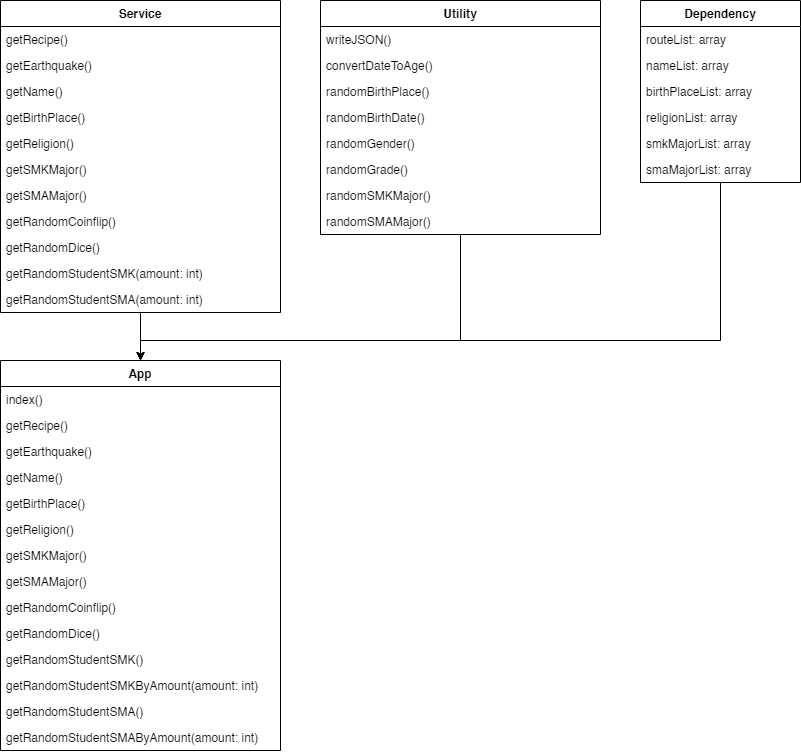 Service
getRecipe()
getEarthquake()
getName()
getBirthPlace()
getReligion()
getSMKMajor()
getSMAMajor()
getRandomCoinflip()
getRandomDice()
getRandomStudentSMK(amount: int)
getRandomStudentSMA(amount: int)
Utility
writeJSON()
convertDateToAge()
randomBirthPlace()
randomBirthDate()
randomGender()
randomGrade()
randomSMKMajor()
randomSMAMajor()
Dependency
routeList: array
nameList: array
birthPlaceList: array
religionList: array
smkMajorList: array
smaMajorList: array
App
index()
getRecipe()
getEarthquake()
getName()
getBirthPlace()
getReligion()
getSMKMajor()
getSMAMajor()
getRandomCoinflip()
getRandomDice()
getRandomStudentSMK()
getRandomStudentSMKByAmount(amount: int)
getRandomStudentSMA()
getRandomStudentSMAByAmount(amount: int)